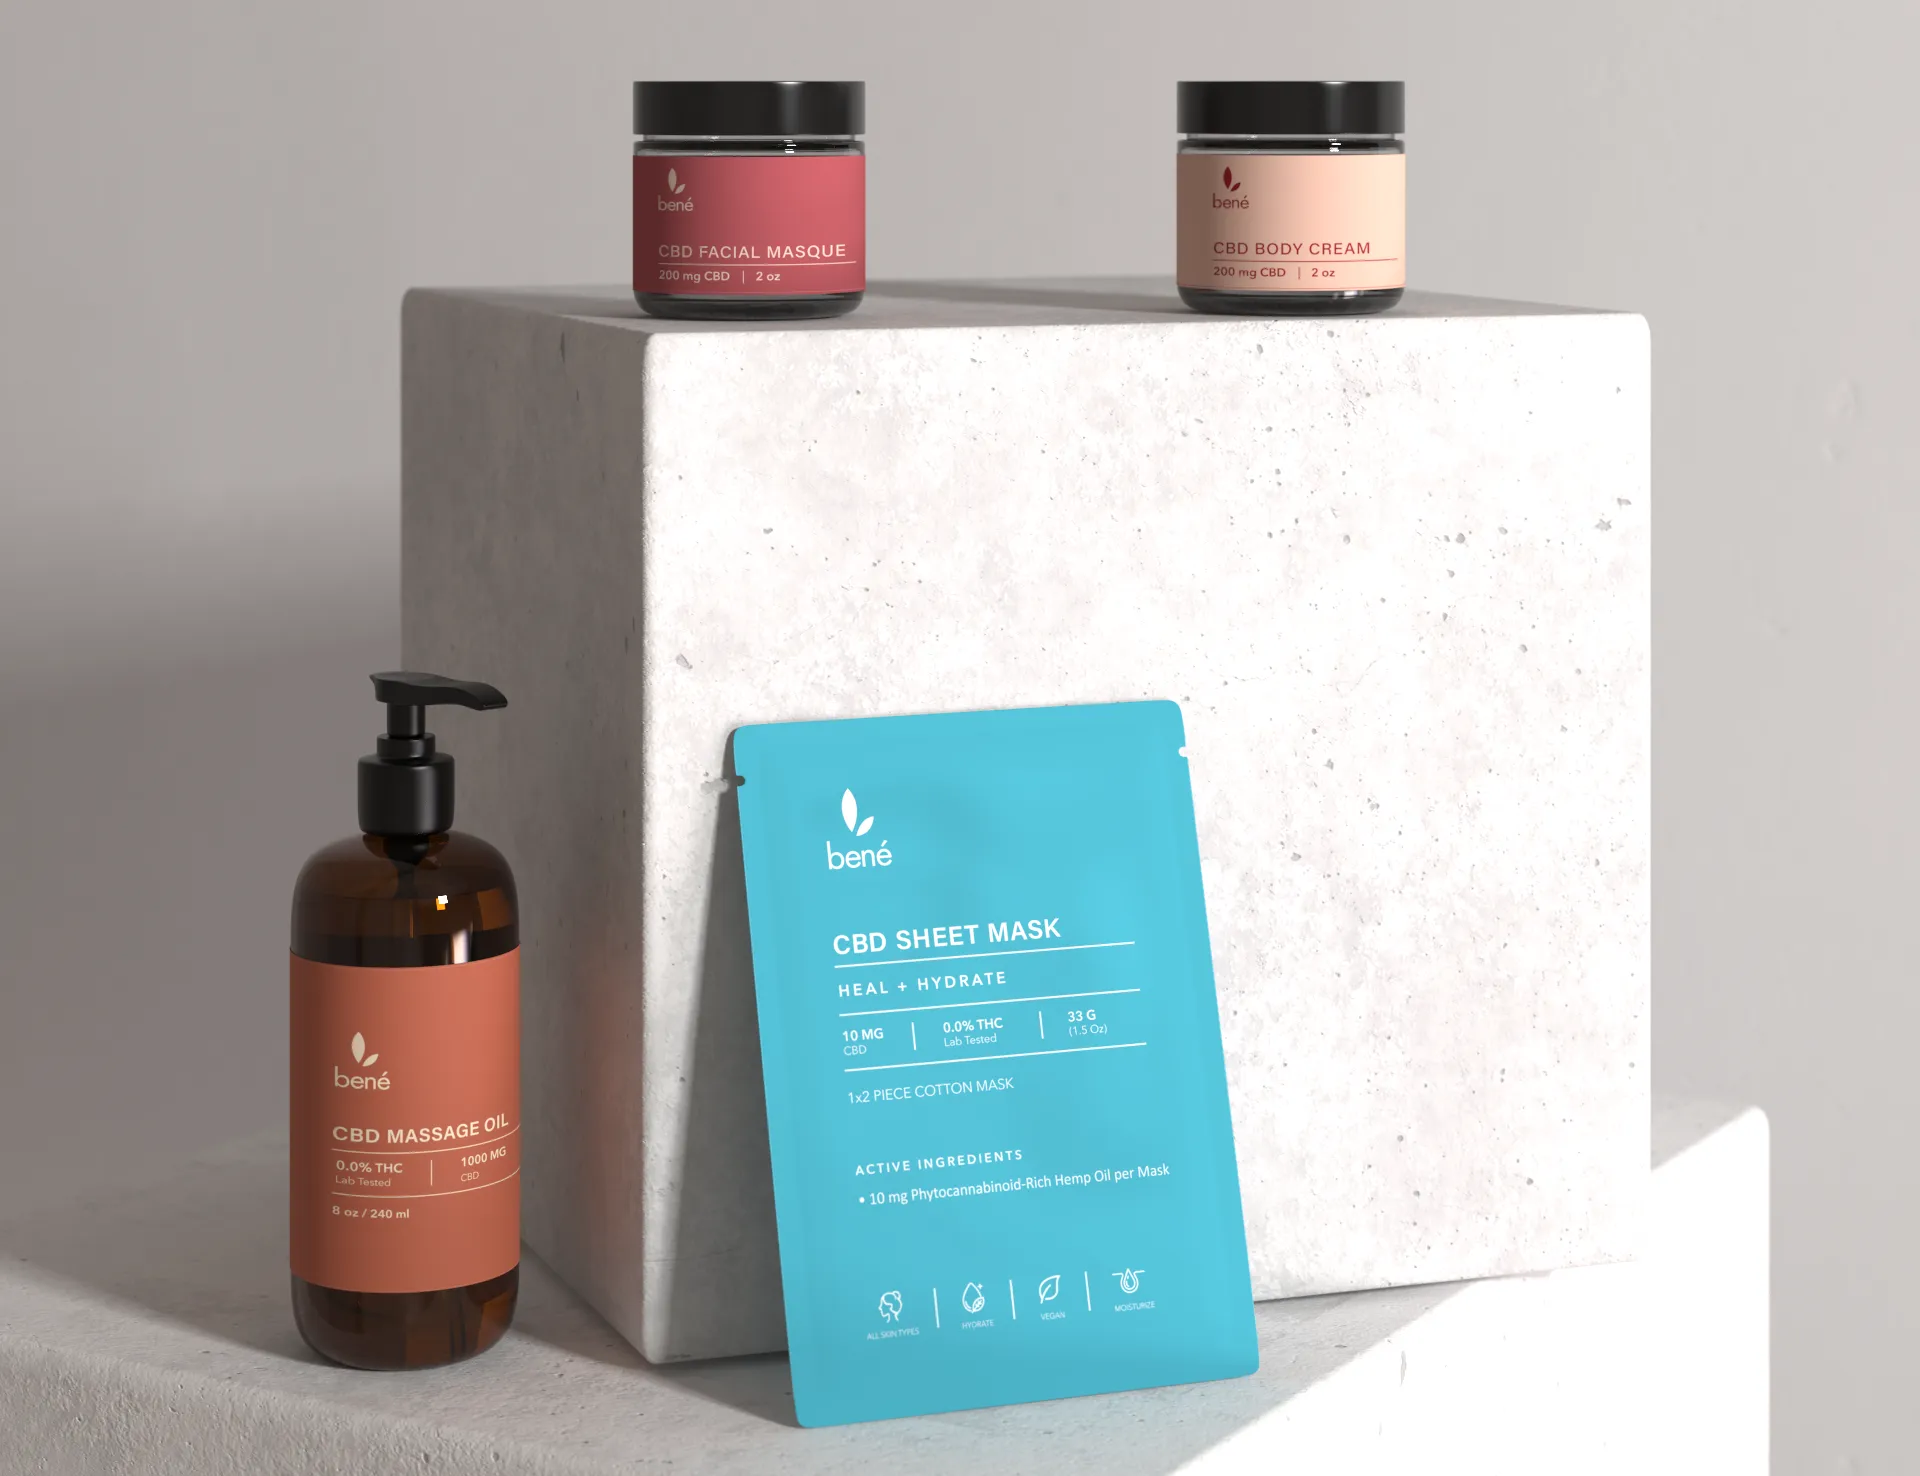 bené
CBD FACIAL MASQUE
200 mg CBD | 2 oz
bené
CBD BODY CREAM
200 mg CBD | 2 oz
bené
CBD MASSAGE OIL
0.0% THC
Lab Tested
1000 MG
CBD
8 oz / 240 ml
bené
CBD SHEET MASK
HEAL + HYDRATE
10 MG
CBD
0.0% THC
Lab Tested
33 G
(1.5 Oz)
1x2 PIECE COTTON MASK
ACTIVE INGREDIENTS
• 10 mg Phytocannabinoid-Rich Hemp Oil per Mask
ALL SKIN TYPES
HYDRATE
VEGAN
MOISTURIZE